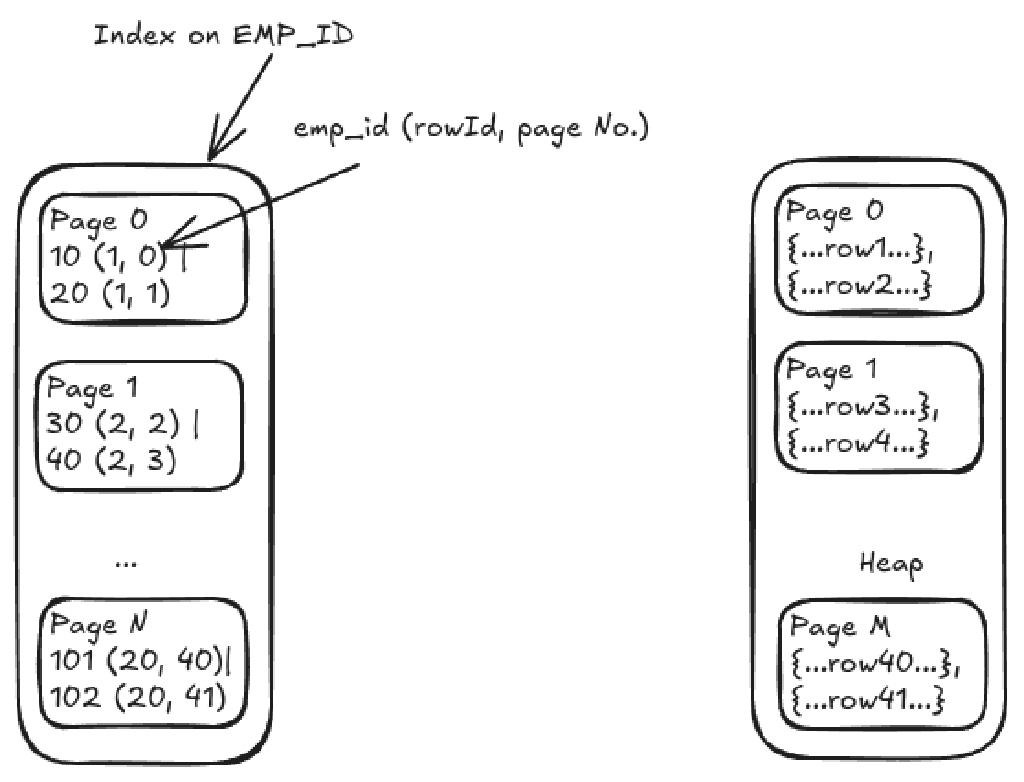 Index on EMP_ID
emp_id (rowId, page No.)
Page 0
10 (1, 0) |
20 (1, 1)
Page 1
30 (2, 2) |
40 (2, 3)
...
Page N
101 (20, 40)|
102 (20, 41)
Page 0
{...row1...},
{...row2...}
Page 1
{...row3...},
{...row4...}
Heap
Page M
{...row40...},
{...row41...}